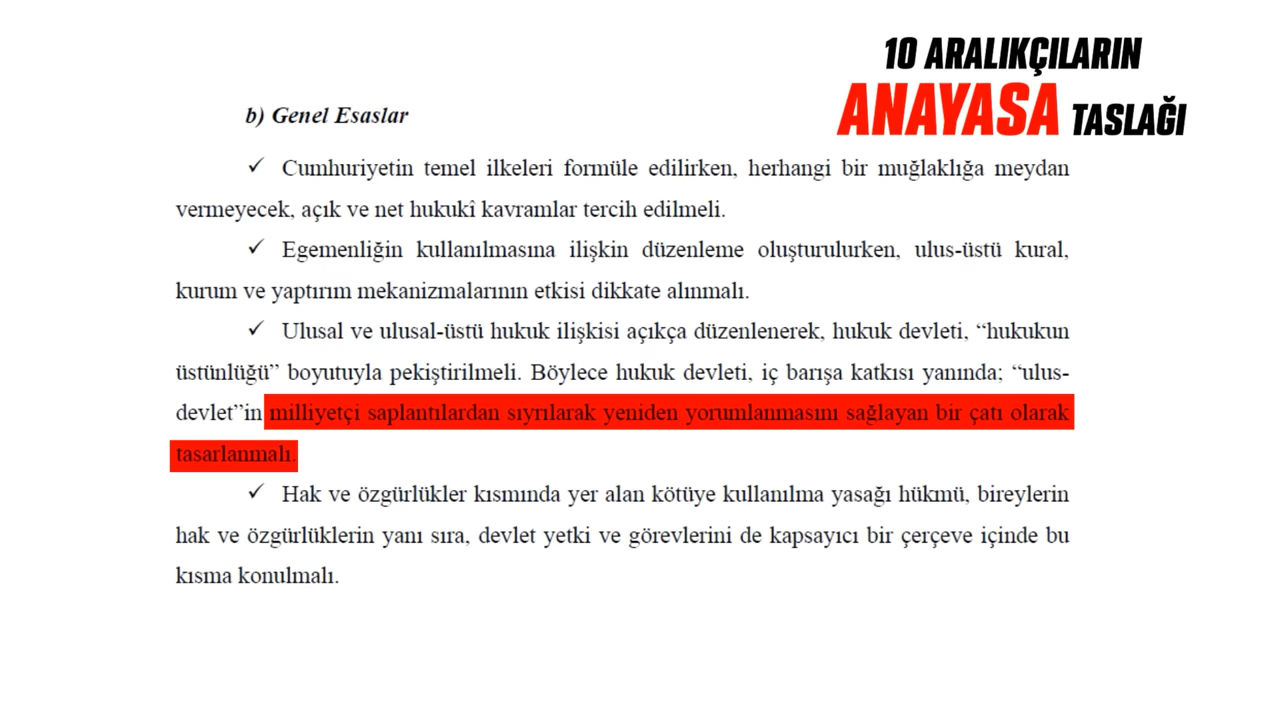 10 ARALIKÇILARIN
ANAYASA TASLAĞI
b) Genel Esaslar
✓ Cumhuriyetin temel ilkeleri formüle edilirken, herhangi bir muğlaklığa meydan
vermeyecek, açık ve net hukukî kavramlar tercih edilmeli.
✓ Egemenliğin kullanılmasına ilişkin düzenleme oluşturulurken, ulus-üstü kural,
kurum ve yaptırım mekanizmalarının etkisi dikkate alınmalı.
✓ Ulusal ve ulusal-üstü hukuk ilişkisi açıkça düzenlenerek, hukuk devleti, “hukukun
üstünlüğü” boyutuyla pekiştirilmeli. Böylece hukuk devleti, iç barışa katkısı yanında; “ulus-
devlet”in milliyetçi saplantılardan sıyrılarak yeniden yorumlanmasını sağlayan bir çatı olarak
tasarlanmalı.
✓ Hak ve özgürlükler kısmında yer alan kötüye kullanılma yasağı hükmü, bireylerin
hak ve özgürlüklerin yanı sıra, devlet yetki ve görevlerini de kapsayıcı bir çerçeve içinde bu
kısma konulmalı.